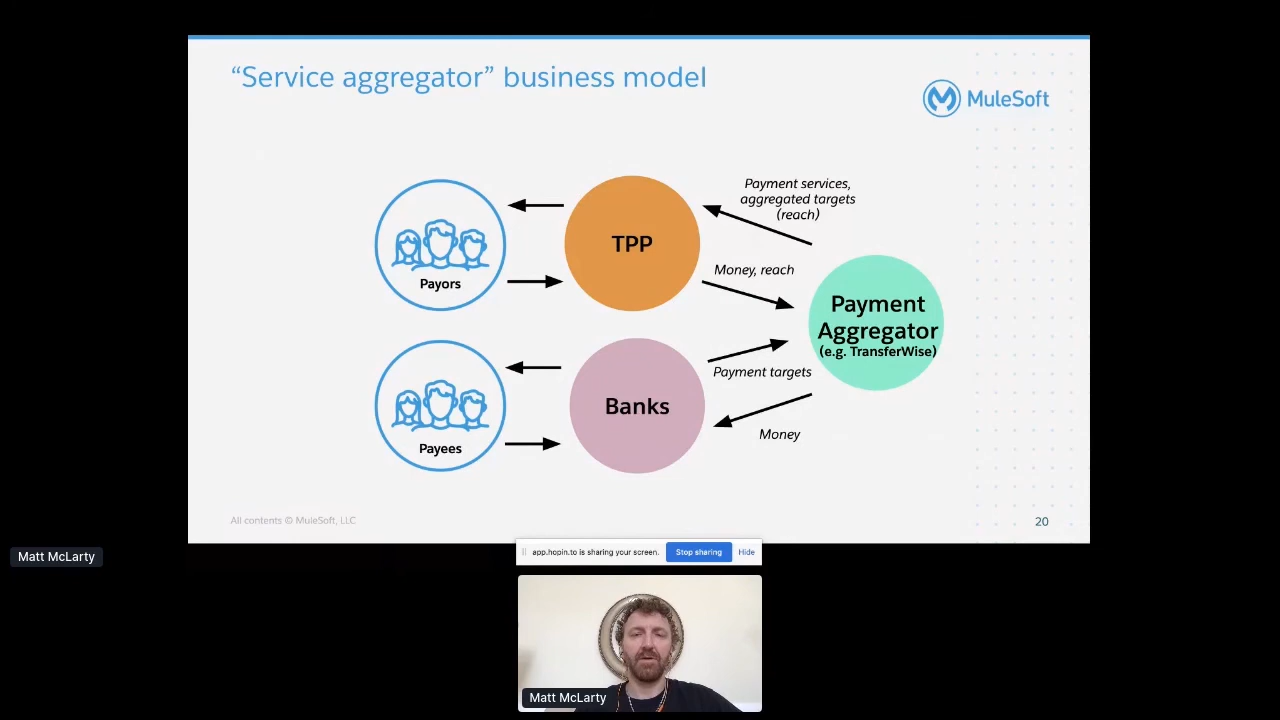 “Service aggregator” business model
MuleSoft
Payment services,
aggregated targets
(reach)
TPP
Money, reach
Payors
Payment
Aggregator
(e.g. TransferWise)
Payment targets
Banks
Money
Payees
All contents © MuleSoft, LLC
20
Matt McLarty
app.hopin.to is sharing your screen.
Stop sharing
Hide
Matt McLarty